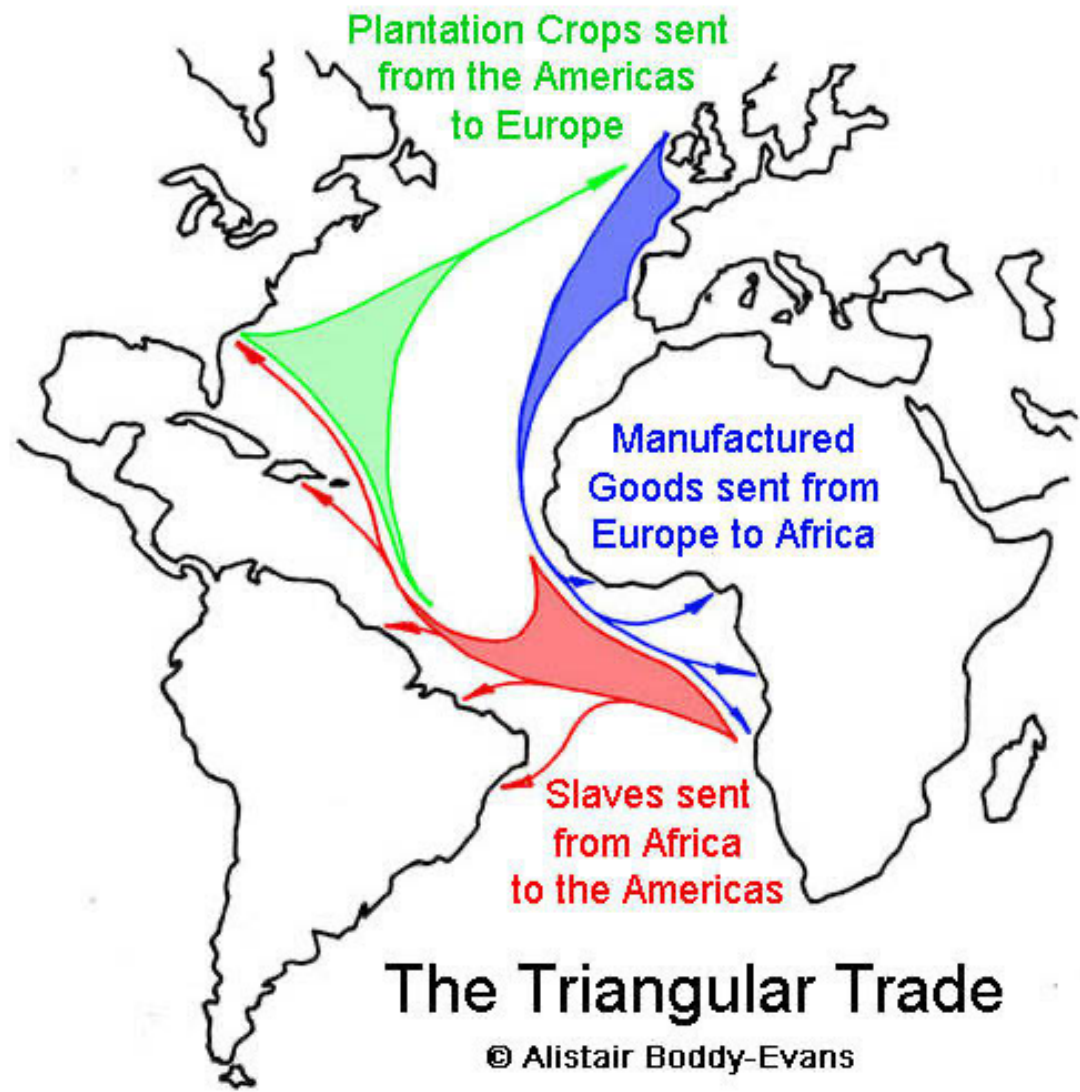 Plantation Crops sent
from the Americas
to Europe
Manufactured
Goods sent from
Europe to Africa
Slaves sent
from Africa
to the Americas
The Triangular Trade
© Alistair Boddy-Evans